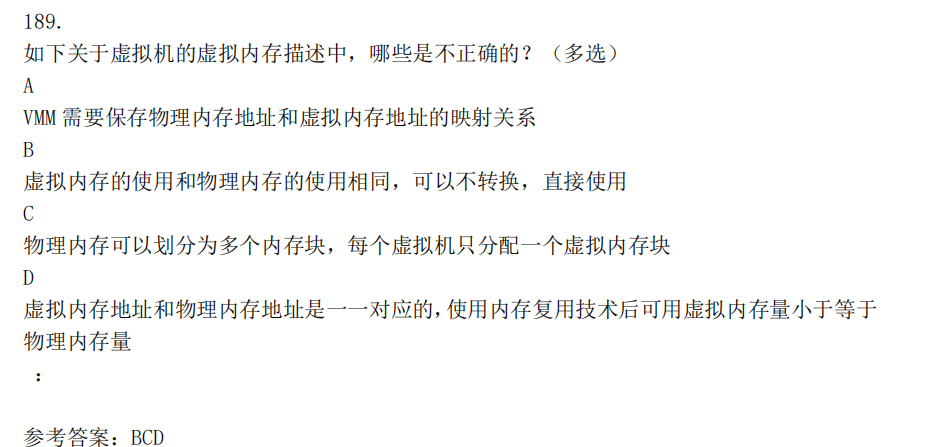 189.
如下关于虚拟机的虚拟内存描述中，哪些是不正确的？（多选）
A
VMM 需要保存物理内存地址和虚拟内存地址的映射关系
B
虚拟内存的使用和物理内存的使用相同，可以不转换，直接使用
C
物理内存可以划分为多个内存块，每个虚拟机只分配一个虚拟内存块
D
虚拟内存地址和物理内存地址是一一对应的，使用内存复用技术后可用虚拟内存量小于等于
物理内存量
：
参考答案：BCD